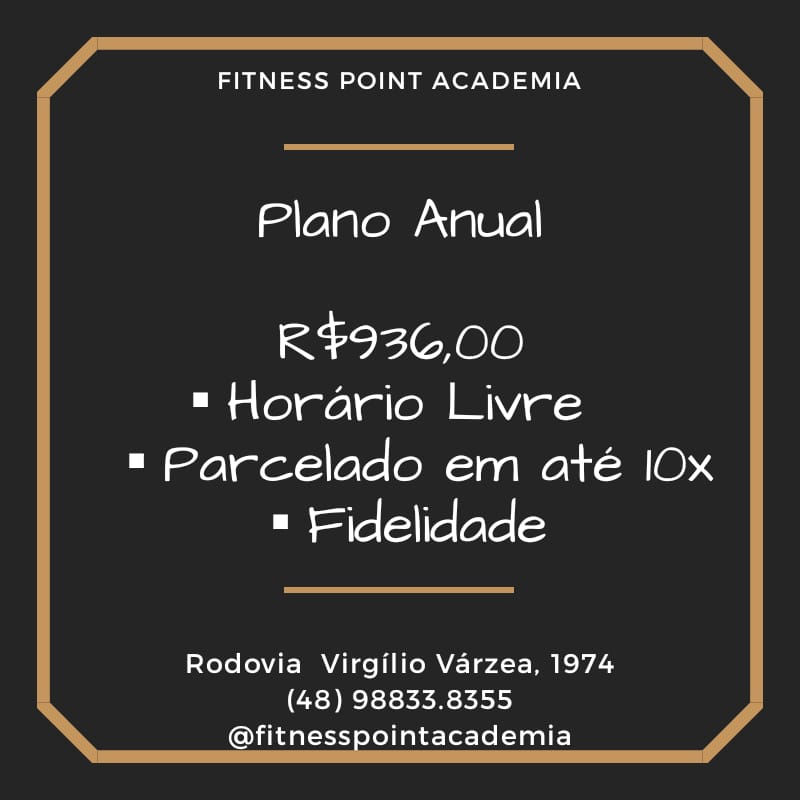 FITNESS POINT ACADEMIA
Plano Anual
R$936,00
▪ Horário Livre
▪ Parcelado em até 10x
▪ Fidelidade
Rodovia Virgílio Várzea, 1974
(48) 98833.8355
@fitnesspointacademia